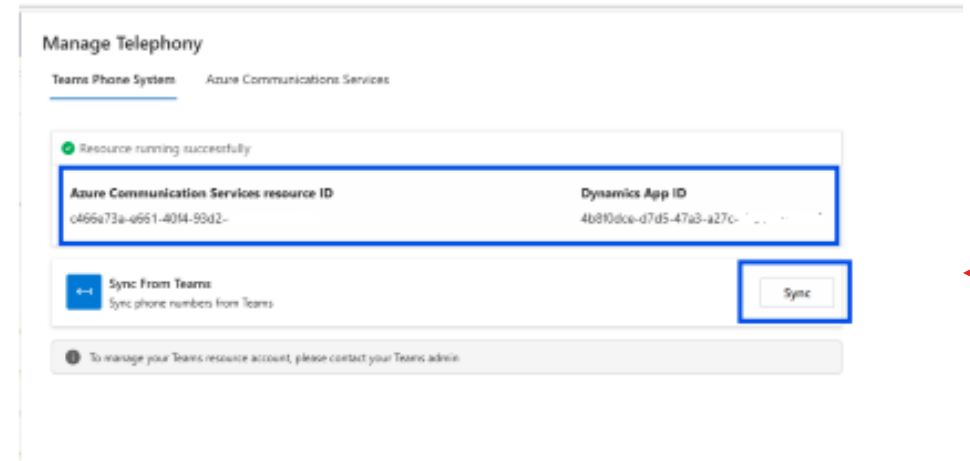 Manage Telephony
Teams Phone System Azure Communications Services
Resource running successfully
Azure Communication Services resource ID Dynamics App ID
c466e73a-e661-40f4-93d2- 4b8f0dce-d7d5-47a3-a27c-
Sync From Teams
Sync phone numbers from Teams
Sync
To manage your Teams resource account, please contact your Teams admin